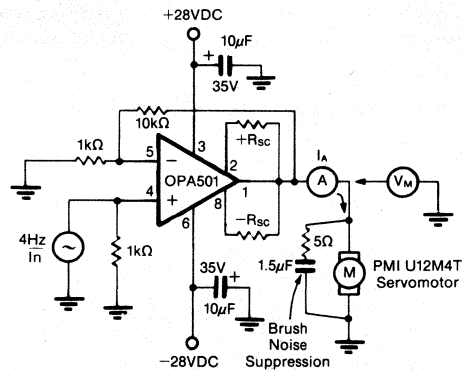 +28VDC
+
10µF
35V
10kΩ
+RSC
1kΩ
3
5
−
2
IA
OPA501
1
A
VM
4
+
8
6
−RSC
4Hz
In
1kΩ
5Ω
35V
+
1.5µF
M
PMI U12M4T
Servomotor
10µF
Brush
Noise
Suppression
−28VDC